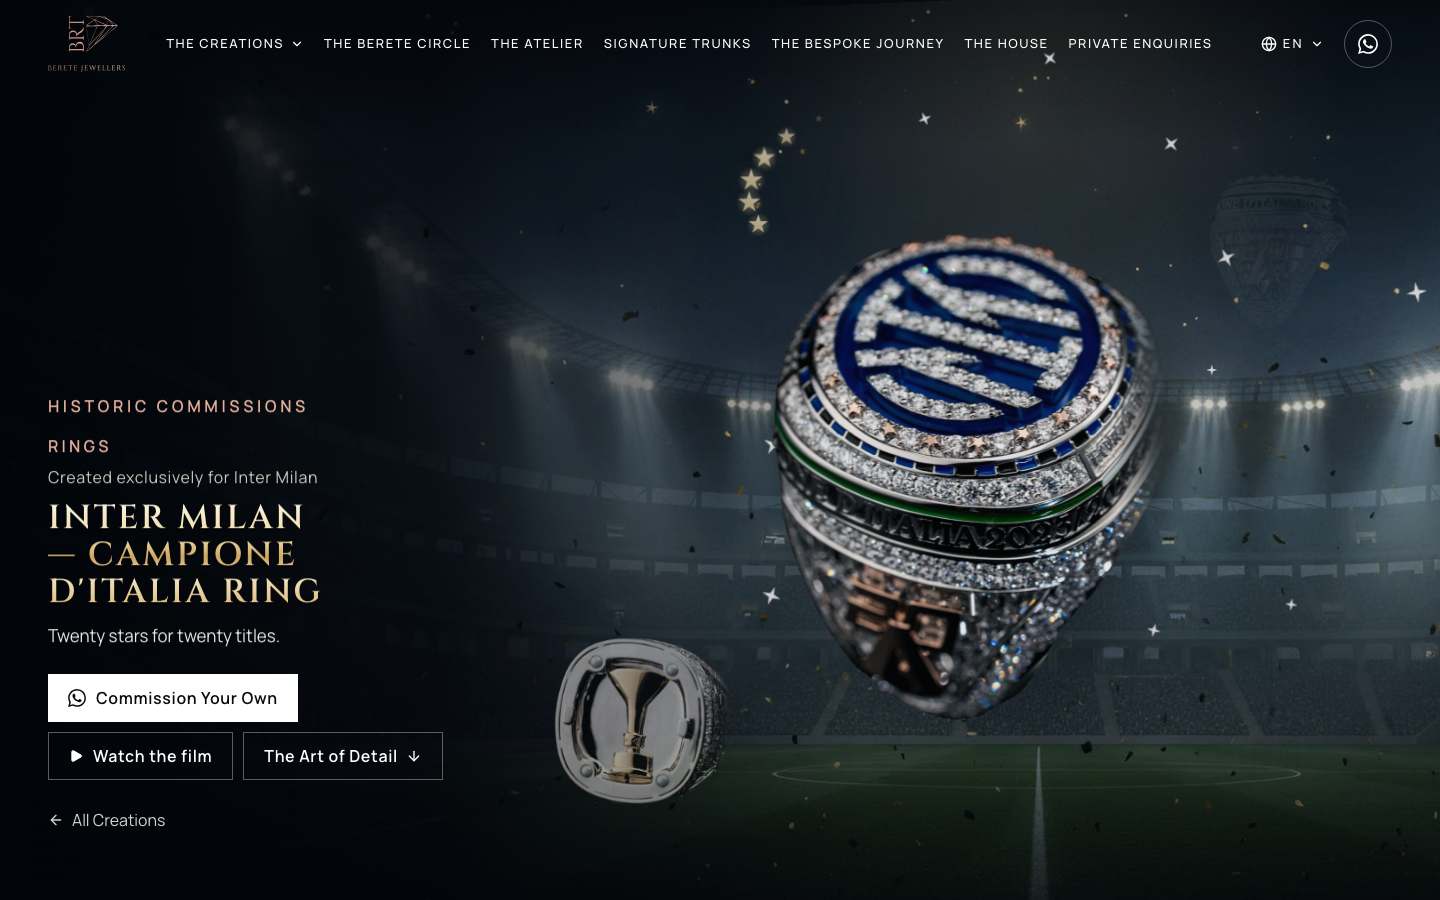 BRT
BERETE JEWELLERS
THE CREATIONS
THE BERETE CIRCLE
THE ATELIER
SIGNATURE TRUNKS
THE BESPOKE JOURNEY
THE HOUSE
PRIVATE ENQUIRIES
EN
D'ITALIA 202
HISTORIC COMMISSIONS
RINGS
Created exclusively for Inter Milan
INTER MILAN
— CAMPIONE
D'ITALIA RING
Twenty stars for twenty titles.
Commission Your Own
Watch the film
The Art of Detail
All Creations